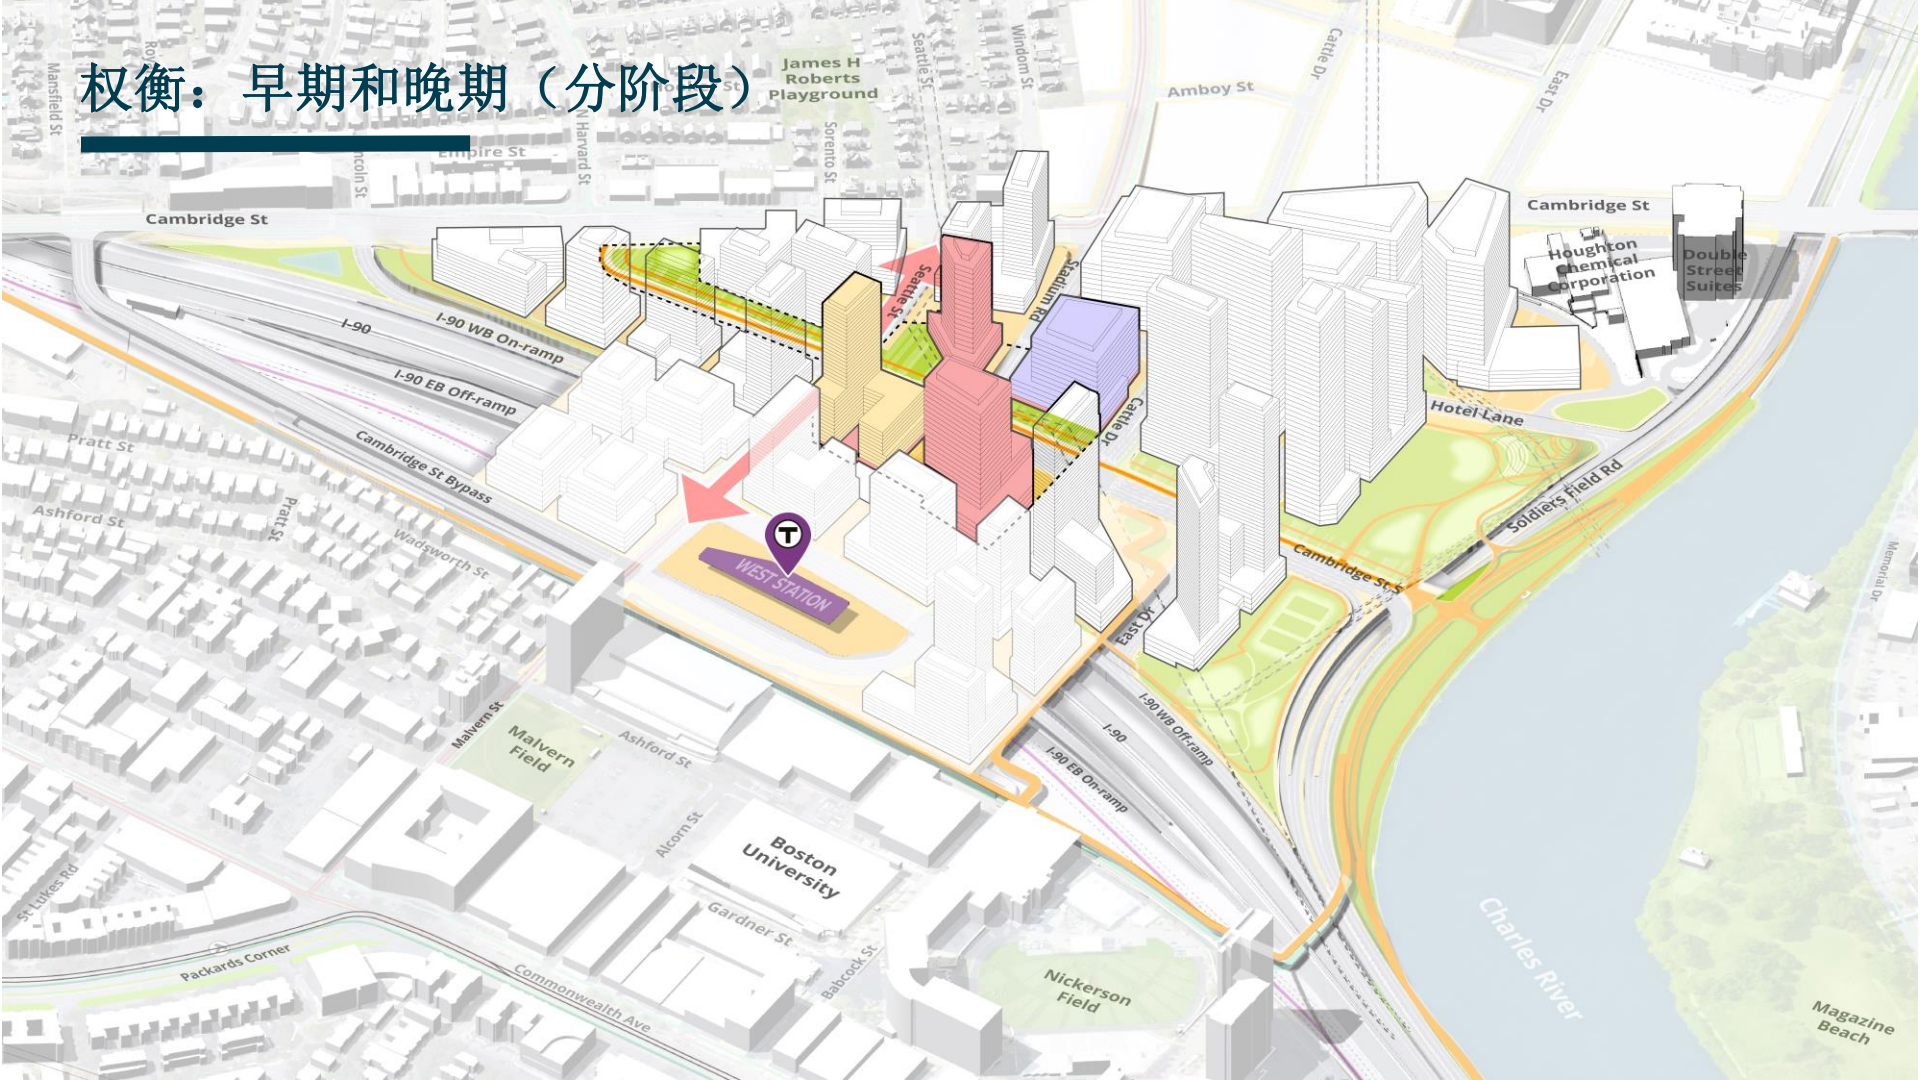 权衡：早期和晚期（分阶段）
James H
Roberts
Playground
Mansfield St
Empire St
N Harvard St
Sorento St
Seattle St
Windom St
Amboy St
Cattle Dr
East Dr
Cambridge St
Cambridge St
Houghton
Chemical
Corporation
Double
Street
Suites
Seattle St
Stadium Rd
I-90
I-90 WB On-ramp
I-90 EB Off-ramp
Cambridge St Bypass
Cattle Dr
Hotel Lane
Soldiers Field Rd
Cambridge St S
East Dr
Memorial Dr
Pratt St
Pratt St
Ashford St
Wadsworth St
T
WEST STATION
Malvern St
Malvern
Field
Ashford St
I-90 WB Off-ramp
I-90
I-90 EB On-ramp
Alcorn St
Boston
University
St Lukes Rd
Gardner St
Babcock St
Packards Corner
Commonwealth Ave
Nickerson
Field
Charles River
Magazine
Beach